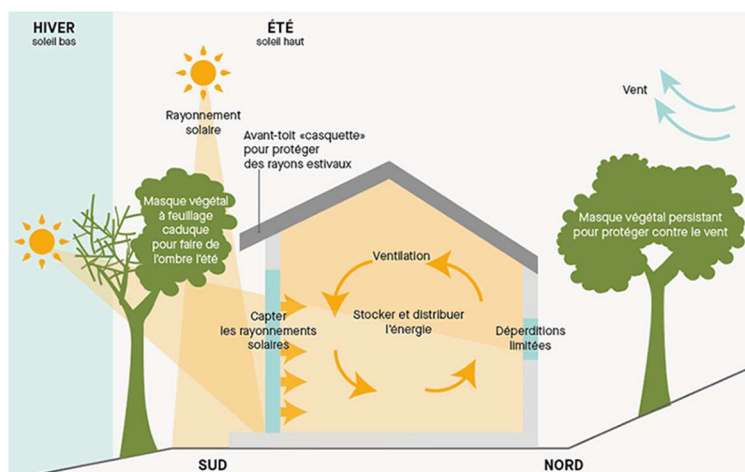 HIVER
soleil bas
ÉTÉ
soleil haut
Rayonnement
solaire
Avant-toit «casquette»
pour protéger
des rayons estivaux
Vent
Masque végétal
à feuillage
caduque
pour faire de
l'ombre l'été
Masque végétal persistant
pour protéger contre le vent
Ventilation
Capter
les rayonnements
solaires
Stocker et distribuer
l'énergie
Déperditions
limitées
SUD
NORD